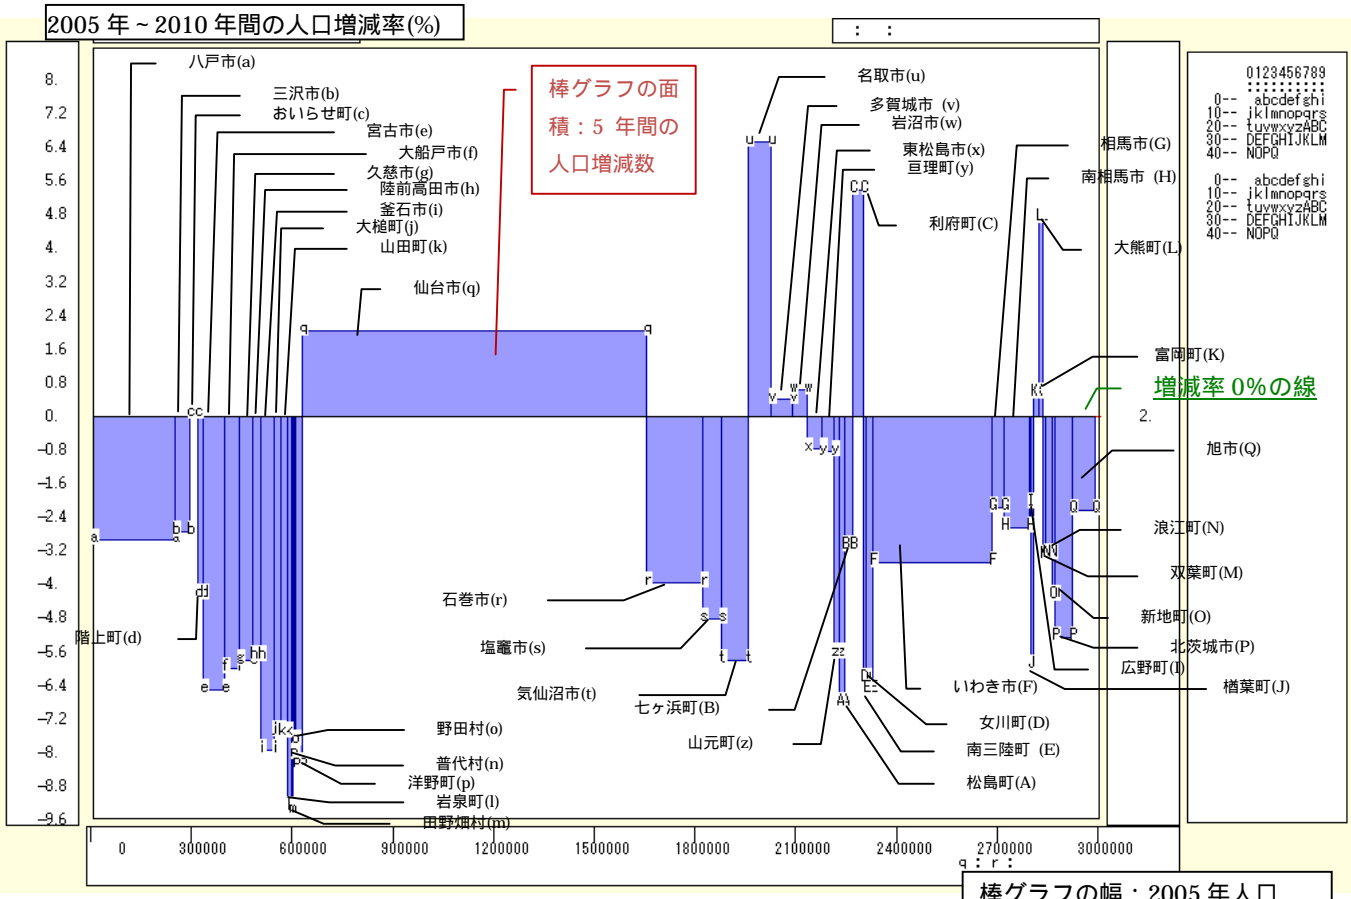 2005 年～2010 年間の人口増減率(%)
: :
八戸市(a)
三沢市(b)
おいらせ町(c)
宮古市(e)
大船戸市(f)
久慈市(g)
陸前高田市(h)
釜石市(i)
大槌町(j)
山田町(k)
仙台市(q)
棒グラフの面
積：5 年間の
人口増減数
名取市(u)
多賀城市 (v)
岩沼市(w)
東松島市(x)
亘理町(y)
利府町(C)
相馬市(G)
南相馬市 (H)
大熊町(L)
富岡町(K)
増減率 0%の線
旭市(Q)
浪江町(N)
双葉町(M)
新地町(O)
北茨城市(P)
広野町(I)
楢葉町(J)
いわき市(F)
女川町(D)
南三陸町 (E)
松島町(A)
山元町(z)
七ヶ浜町(B)
気仙沼市(t)
塩竈市(s)
石巻市(r)
階上町(d)
野田村(o)
普代村(n)
洋野町(p)
岩泉町(l)
田野畑村(m)
8.
7.2
6.4
5.6
4.8
4.
3.2
2.4
1.6
0.8
0.
-0.8
-1.6
-2.4
-3.2
-4.
-4.8
-5.6
-6.4
-7.2
-8.
-8.8
-9.6
2.
0123456789
::::::::::
0-- abcdefghi
10-- jklmnopqrs
20-- tuvwxyzABC
30-- DEFGHIJKLM
40-- NOPQ
0-- abcdefghi
10-- jklmnopqrs
20-- tuvwxyzABC
30-- DEFGHIJKLM
40-- NOPQ
0 300000 600000 900000 1200000 1500000 1800000 2100000 2400000 2700000 3000000
q : r :
棒グラフの幅：2005 年人口